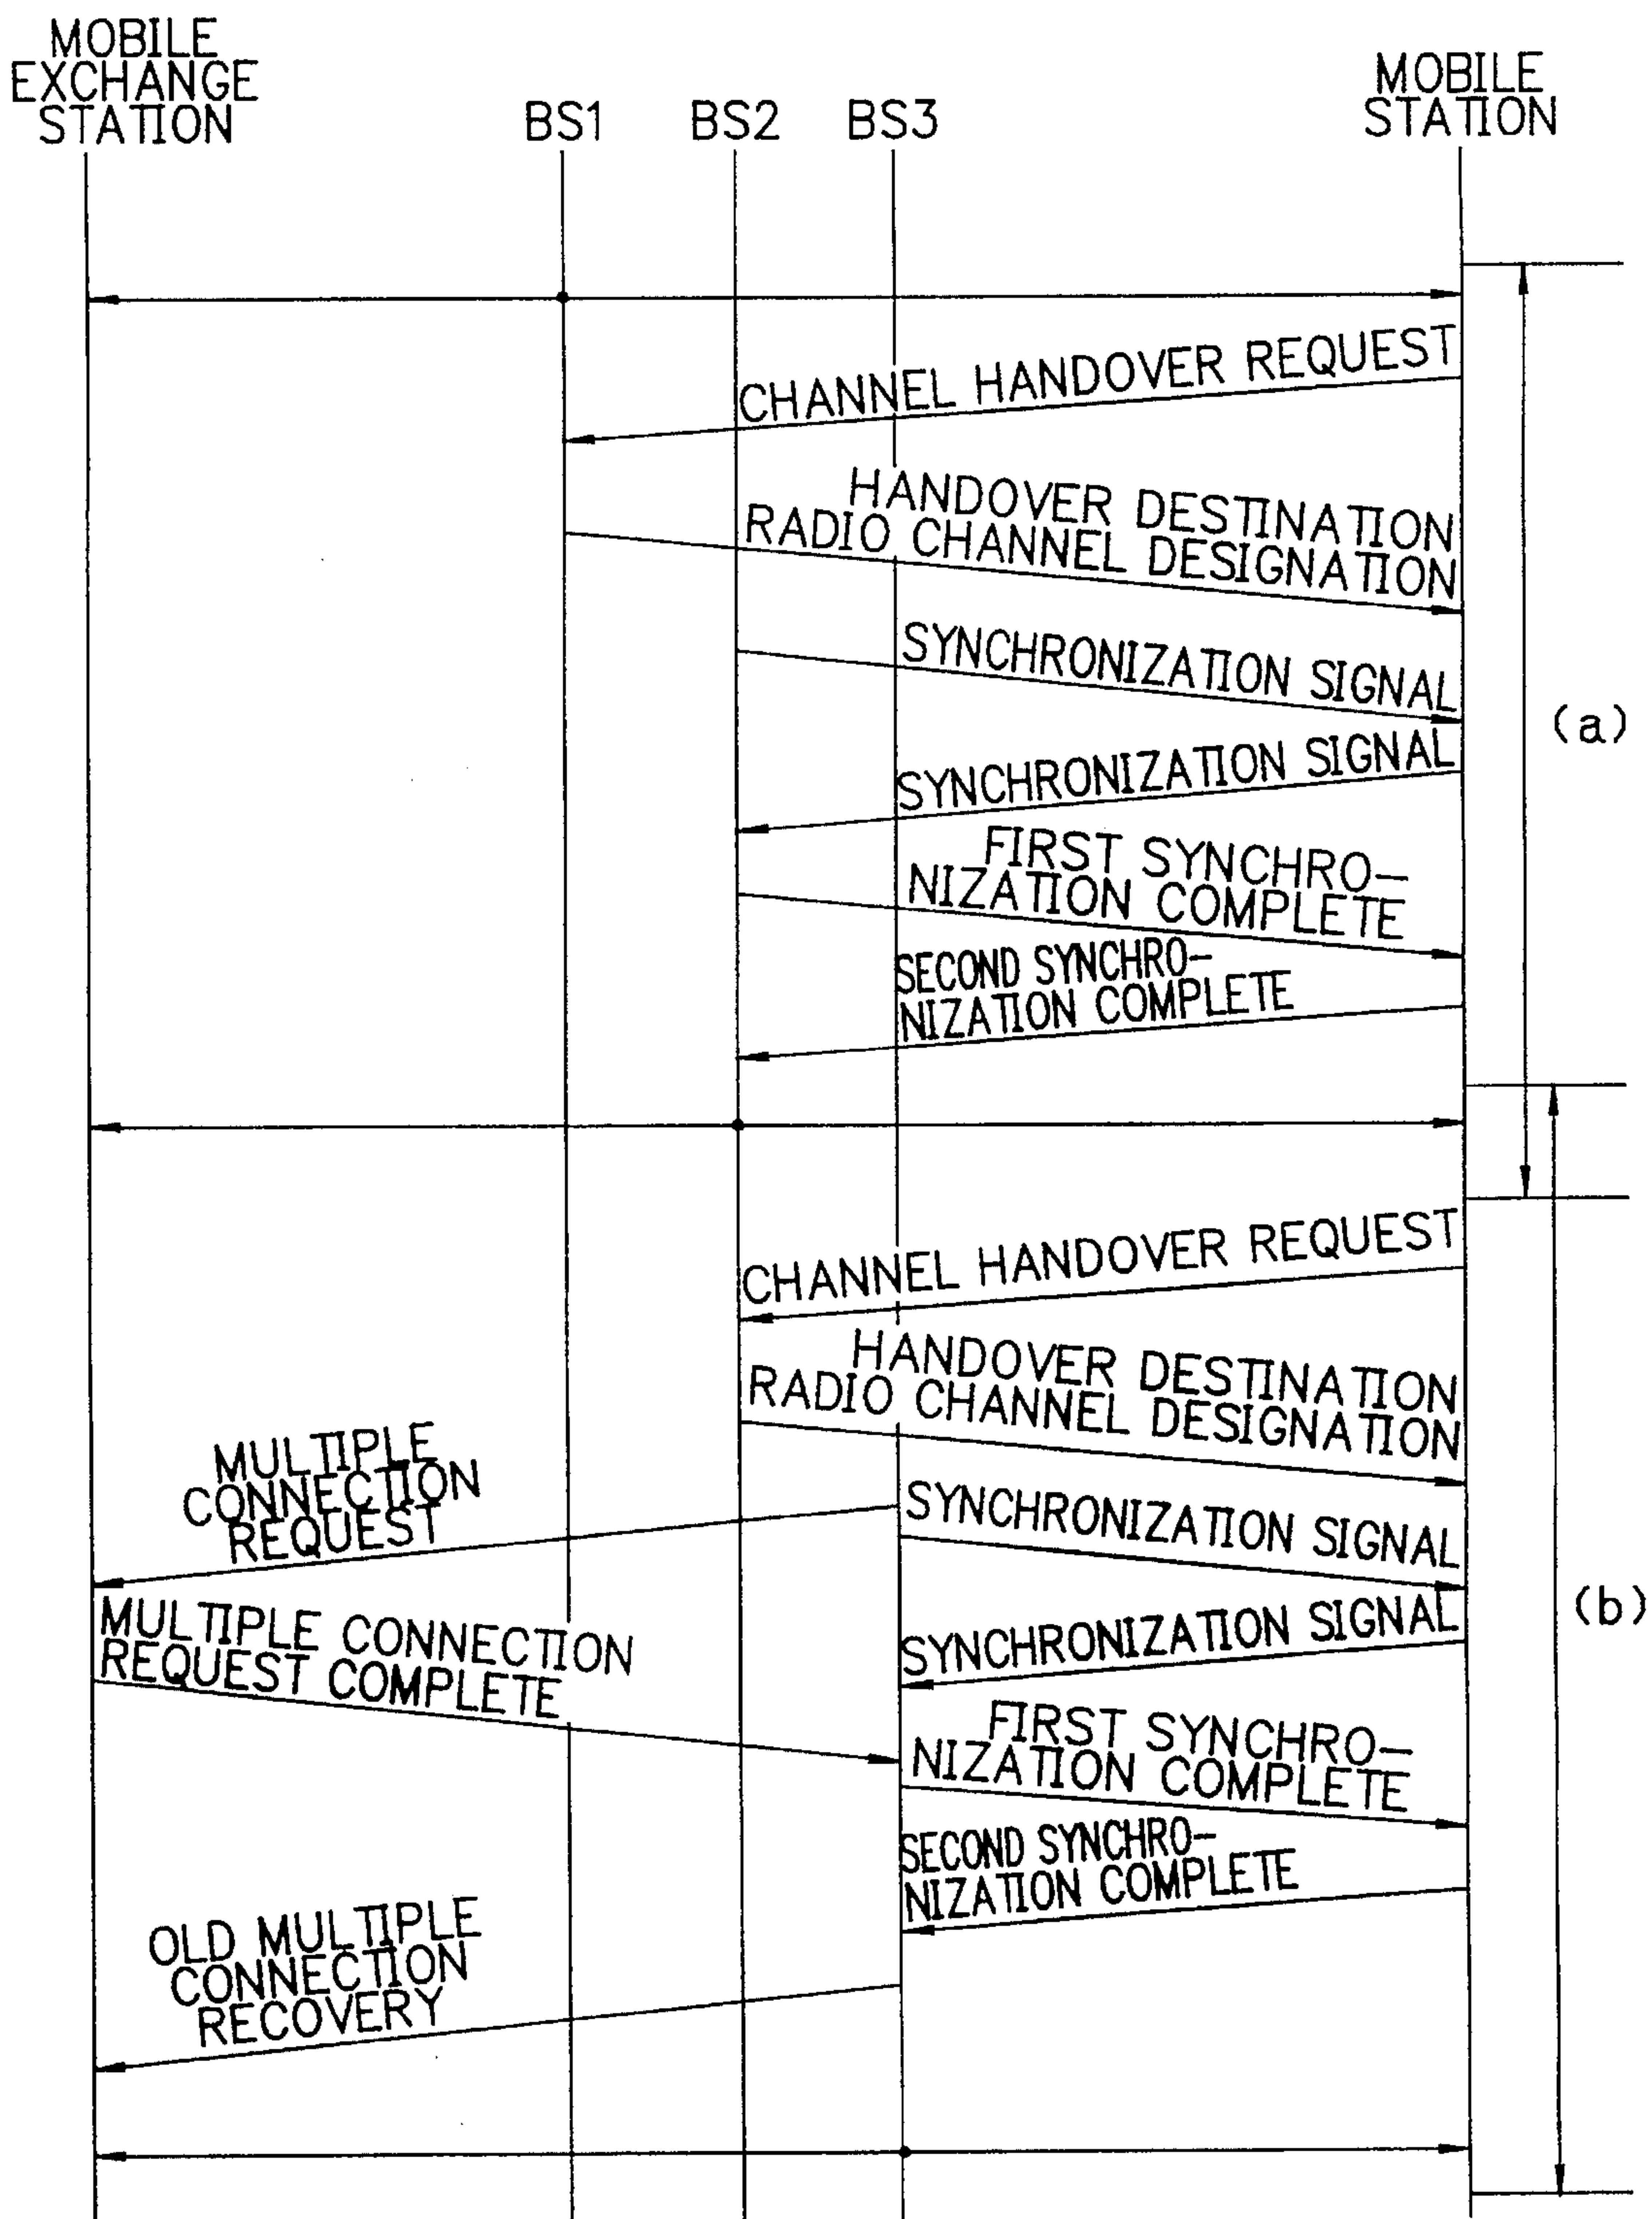 MOBILE
EXCHANGE
STATION
BS1
BS2
BS3
MOBILE
STATION
CHANNEL HANDOVER REQUEST
HANDOVER DESTINATION
RADIO CHANNEL DESIGNATION
SYNCHRONIZATION SIGNAL
(a)
SYNCHRONIZATION SIGNAL
FIRST SYNCHRO-
NIZATION COMPLETE
SECOND SYNCHRO-
NIZATION COMPLETE
CHANNEL HANDOVER REQUEST
HANDOVER DESTINATION
RADIO CHANNEL DESIGNATION
MULTIPLE
CONNECTION
REQUEST
SYNCHRONIZATION SIGNAL
(b)
MULTIPLE CONNECTION
REQUEST COMPLETE
SYNCHRONIZATION SIGNAL
FIRST SYNCHRO-
NIZATION COMPLETE
SECOND SYNCHRO-
NIZATION COMPLETE
OLD MULTIPLE
CONNECTION
RECOVERY